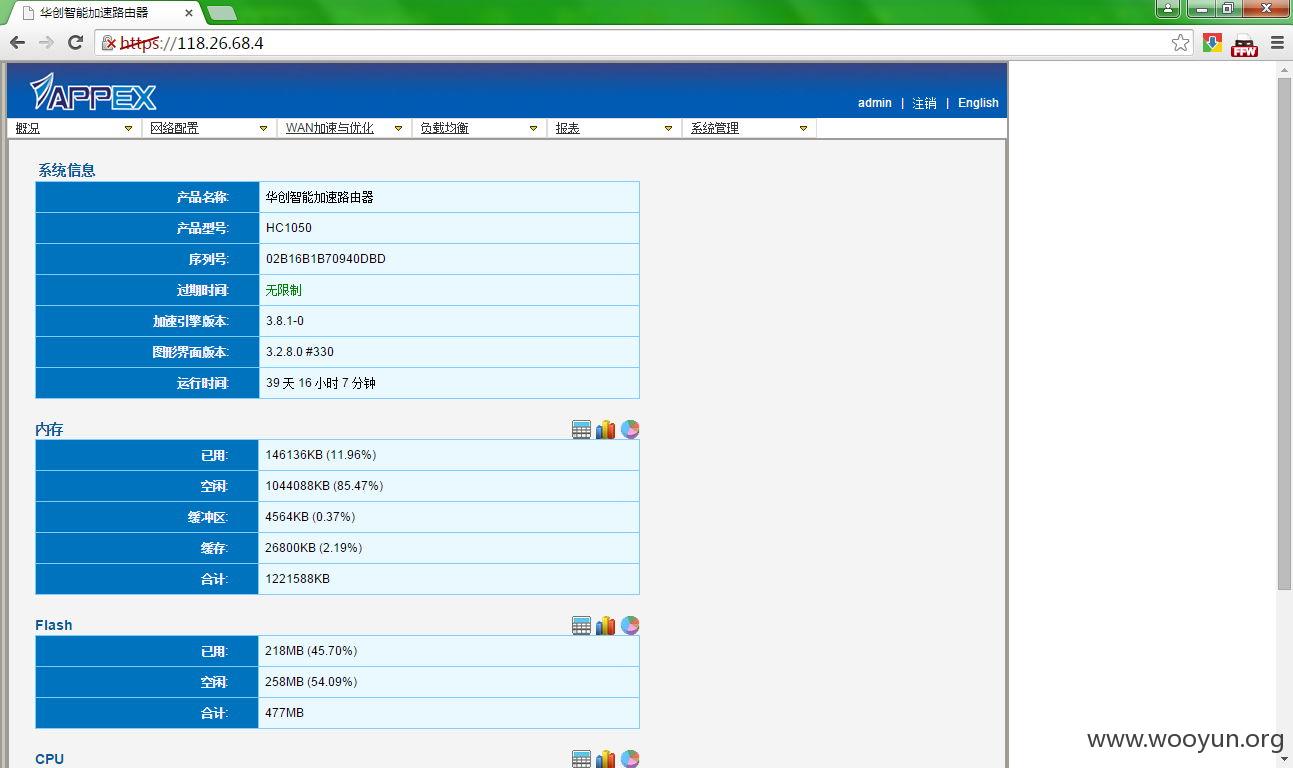 华创智能加速路由器
https://118.26.68.4
FFW
APPEX
admin | 注销 | English
概况 网络配置 WAN加速与优化 负载均衡 报表 系统管理
系统信息
产品名称: 华创智能加速路由器
产品型号: HC1050
序列号: 02B16B1B70940DBD
过期时间: 无限制
加速引擎版本: 3.8.1-0
图形界面版本: 3.2.8.0 #330
运行时间: 39 天 16 小时 7 分钟
内存
已用: 146136KB (11.96%)
空闲: 1044088KB (85.47%)
缓冲区: 4564KB (0.37%)
缓存: 26800KB (2.19%)
合计: 1221588KB
Flash
已用: 218MB (45.70%)
空闲: 258MB (54.09%)
合计: 477MB
CPU
www.wooyun.org